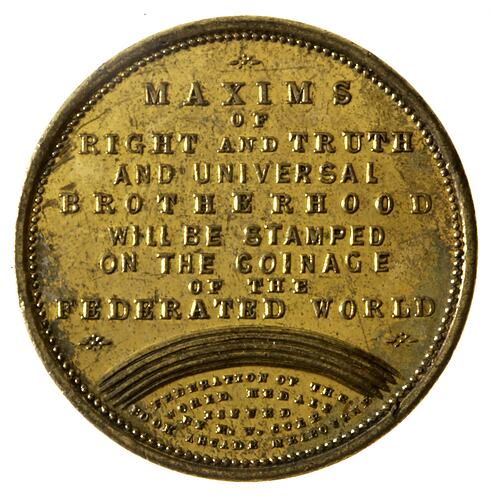 MAXIMS
OF
RIGHT AND TRUTH
AND UNIVERSAL
BROTHERHOOD
WILL BE STAMPED
ON THE COINAGE
OF THE
FEDERATED WORLD
FEDERATION OF THE
WORLD MEDALS
ISSUED
BY E. W. COLE
BOOK ARCADE MELBOURNE